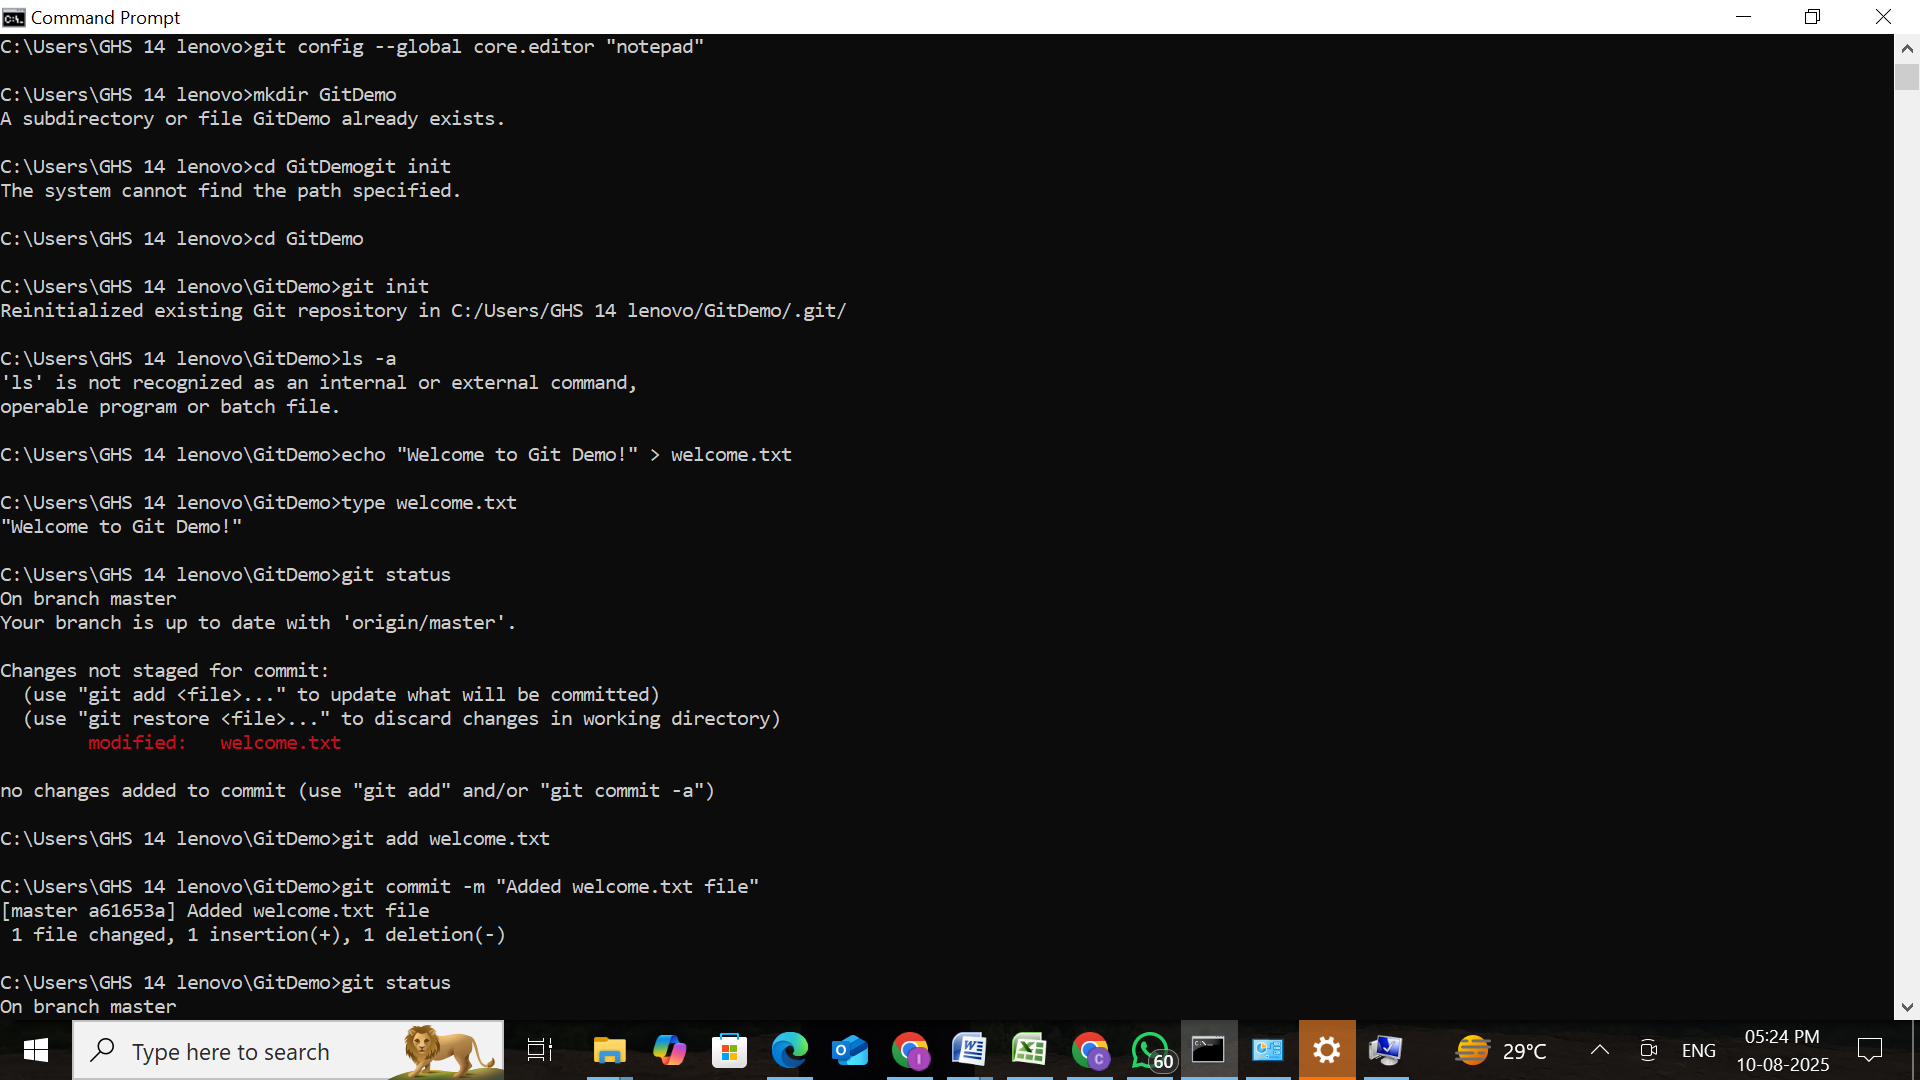 Command Prompt
C:\Users\GHS 14 lenovo>git config --global core.editor "notepad"
C:\Users\GHS 14 lenovo>mkdir GitDemo
A subdirectory or file GitDemo already exists.
C:\Users\GHS 14 lenovo>cd GitDemogit init
The system cannot find the path specified.
C:\Users\GHS 14 lenovo>cd GitDemo
C:\Users\GHS 14 lenovo\GitDemo>git init
Reinitialized existing Git repository in C:/Users/GHS 14 lenovo/GitDemo/.git/
C:\Users\GHS 14 lenovo\GitDemo>ls -a
'ls' is not recognized as an internal or external command,
operable program or batch file.
C:\Users\GHS 14 lenovo\GitDemo>echo "Welcome to Git Demo!" > welcome.txt
C:\Users\GHS 14 lenovo\GitDemo>type welcome.txt
"Welcome to Git Demo!"
C:\Users\GHS 14 lenovo\GitDemo>git status
On branch master
Your branch is up to date with 'origin/master'.
Changes not staged for commit:
  (use "git add <file>..." to update what will be committed)
  (use "git restore <file>..." to discard changes in working directory)
        modified:   welcome.txt
no changes added to commit (use "git add" and/or "git commit -a")
C:\Users\GHS 14 lenovo\GitDemo>git add welcome.txt
C:\Users\GHS 14 lenovo\GitDemo>git commit -m "Added welcome.txt file"
[master a61653a] Added welcome.txt file
 1 file changed, 1 insertion(+), 1 deletion(-)
C:\Users\GHS 14 lenovo\GitDemo>git status
On branch master
Type here to search
60
29°C
ENG
05:24 PM
10-08-2025